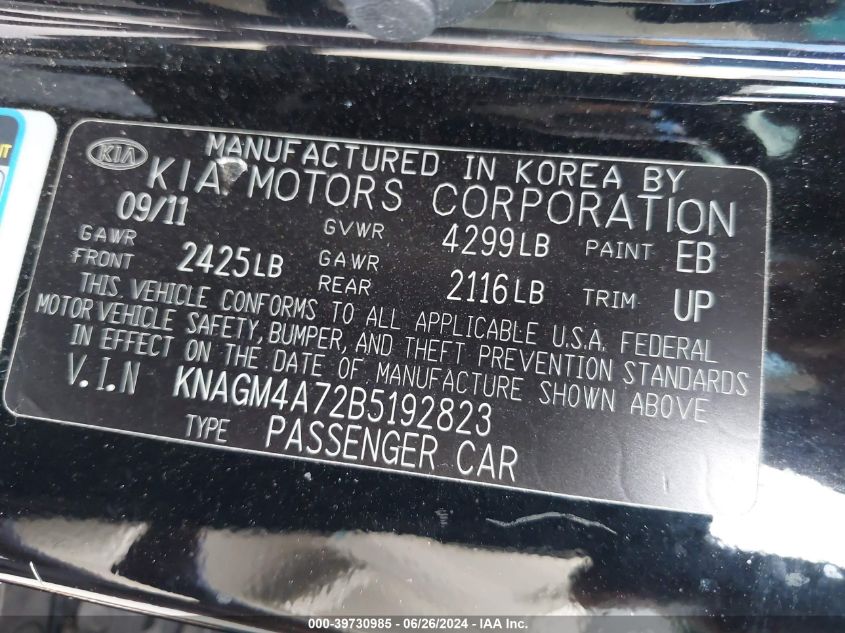 KIA
MANUFACTURED IN KOREA BY
KIA MOTORS CORPORATION
09/11 GVWR 4299LB PAINT EB
GAWR FRONT 2425LB GAWR REAR 2116LB TRIM UP
THIS VEHICLE CONFORMS TO ALL APPLICABLE U.S.A. FEDERAL
MOTOR VEHICLE SAFETY, BUMPER, AND THEFT PREVENTION STANDARDS
IN EFFECT ON THE DATE OF MANUFACTURE SHOWN ABOVE
V.I.N KNAGM4A72B5192823
TYPE PASSENGER CAR
000-39730985 / 06/26/2024 - IAA Inc.